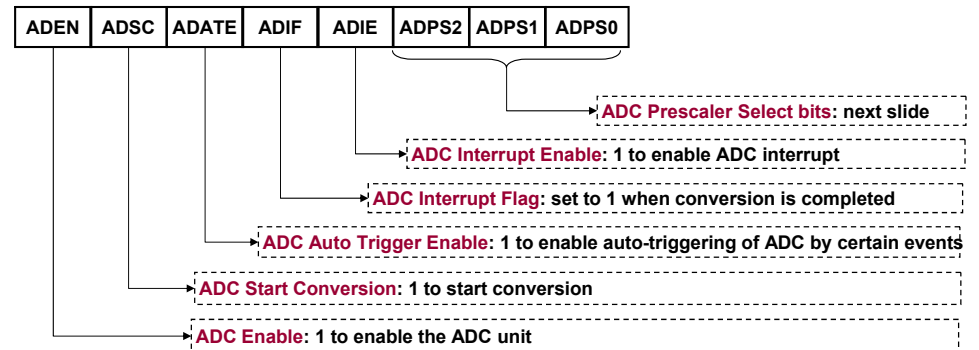 ADEN ADSC ADATE ADIF ADIE ADPS2 ADPS1 ADPS0
ADC Prescaler Select bits: next slide
ADC Interrupt Enable: 1 to enable ADC interrupt
ADC Interrupt Flag: set to 1 when conversion is completed
ADC Auto Trigger Enable: 1 to enable auto-triggering of ADC by certain events
ADC Start Conversion: 1 to start conversion
ADC Enable: 1 to enable the ADC unit